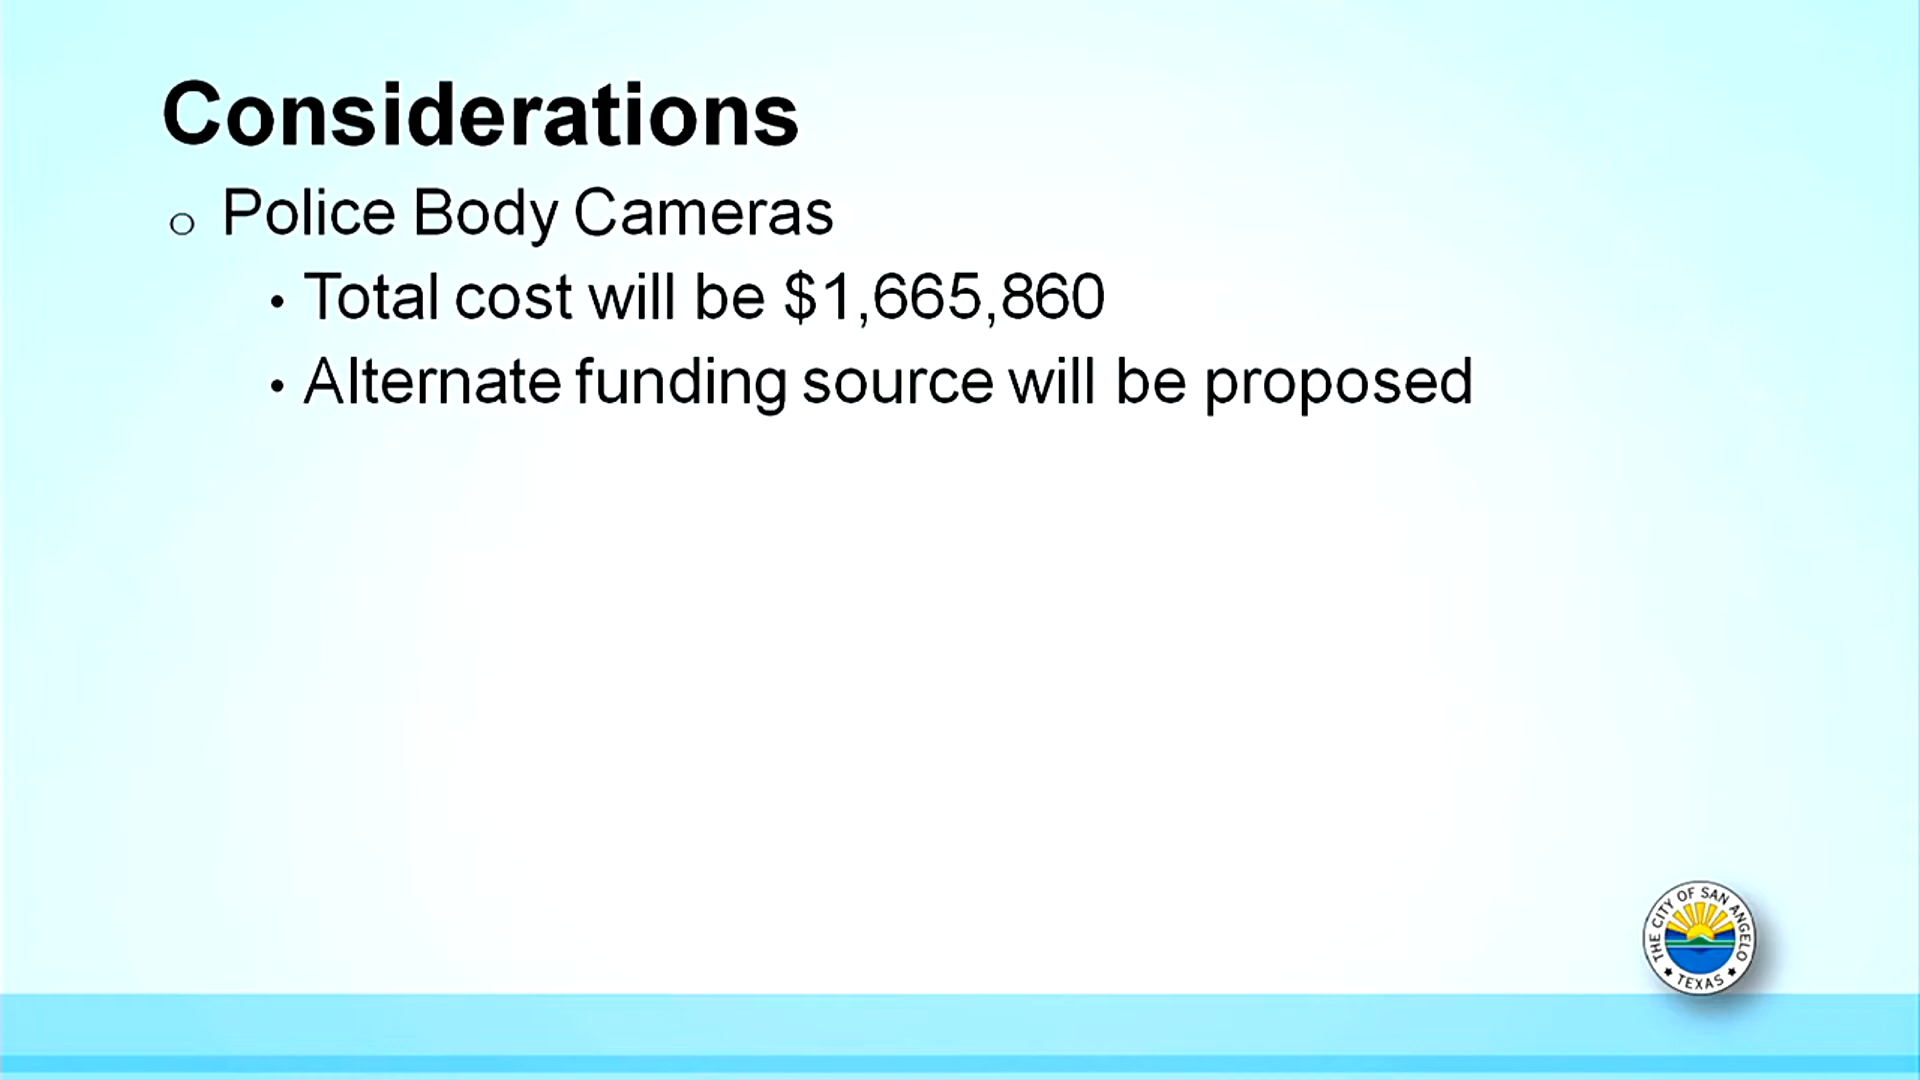 Considerations
Police Body Cameras
• Total cost will be $1,665,860
• Alternate funding source will be proposed
THE CITY OF SAN ANGELO
TEXAS